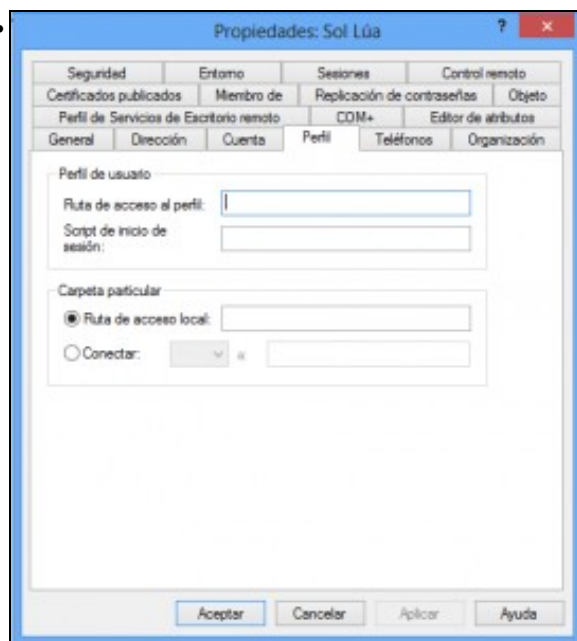 Propiedades: Sol Lúa ?
Seguridad Entorno Sesiones Control remoto
Certificados publicados Miembro de Replicación de contraseñas Objeto
Perfil de Servicios de Escritorio remoto COM+ Editor de atributos
General Dirección Cuenta Perfil Teléfonos Organización
Perfil de usuario
Ruta de acceso al perfil:
Script de inicio de
sesión:
Carpeta particular
Ruta de acceso local:
Conectar: a:
Aceptar Cancelar Aplicar Ayuda